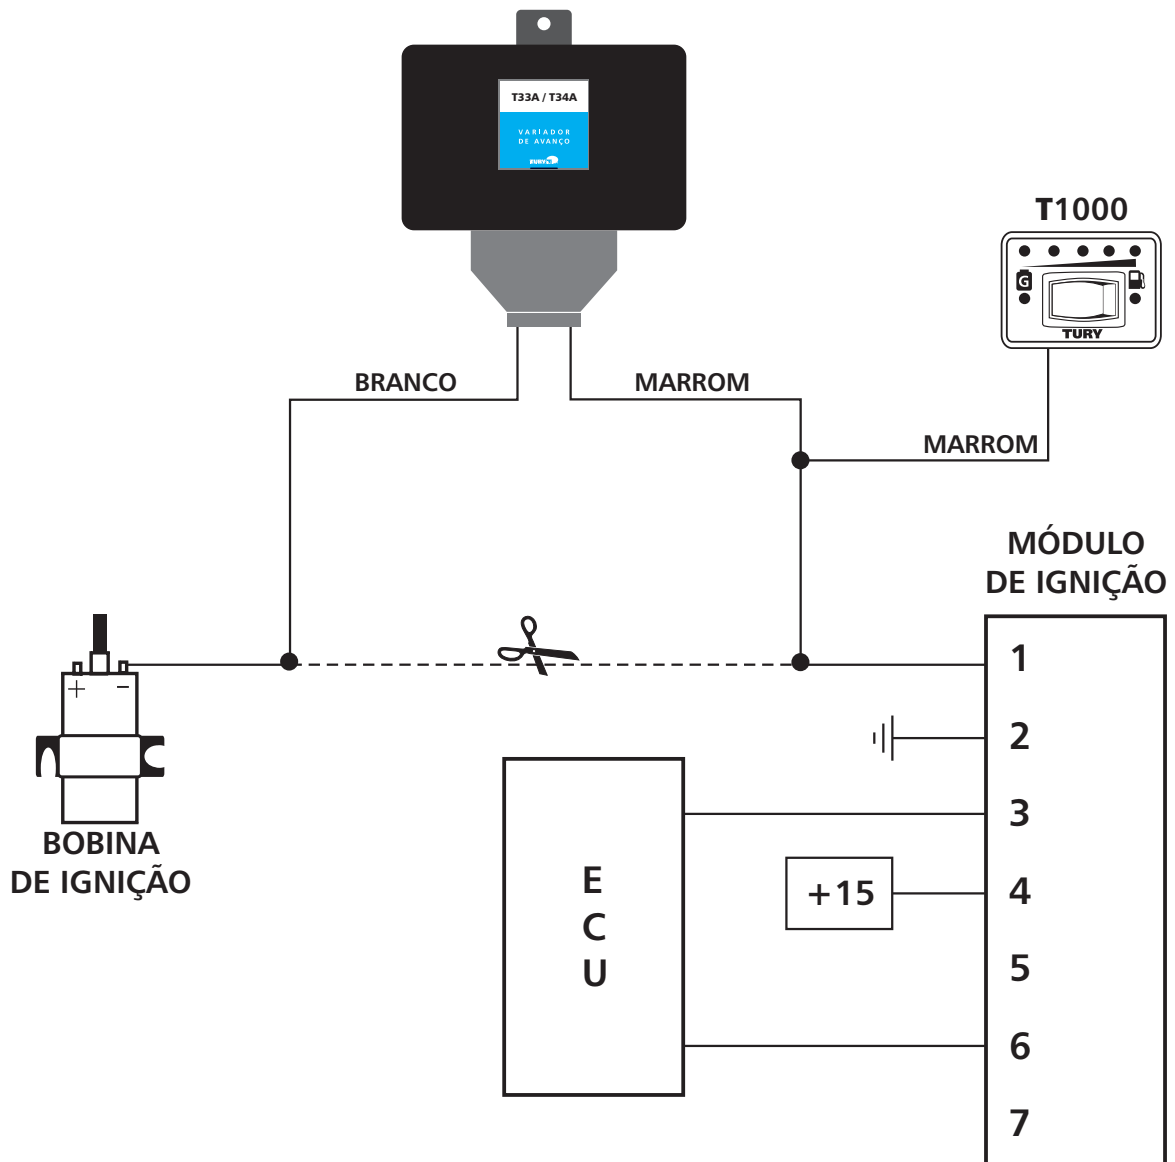 T33A / T34A
VARIADOR
DE AVANÇO
TURY
T1000
G
TURY
BRANCO
MARROM
MARROM
MÓDULO
DE IGNIÇÃO
1
2
3
4
5
6
7
+ −
BOBINA
DE IGNIÇÃO
E
C
U
+15